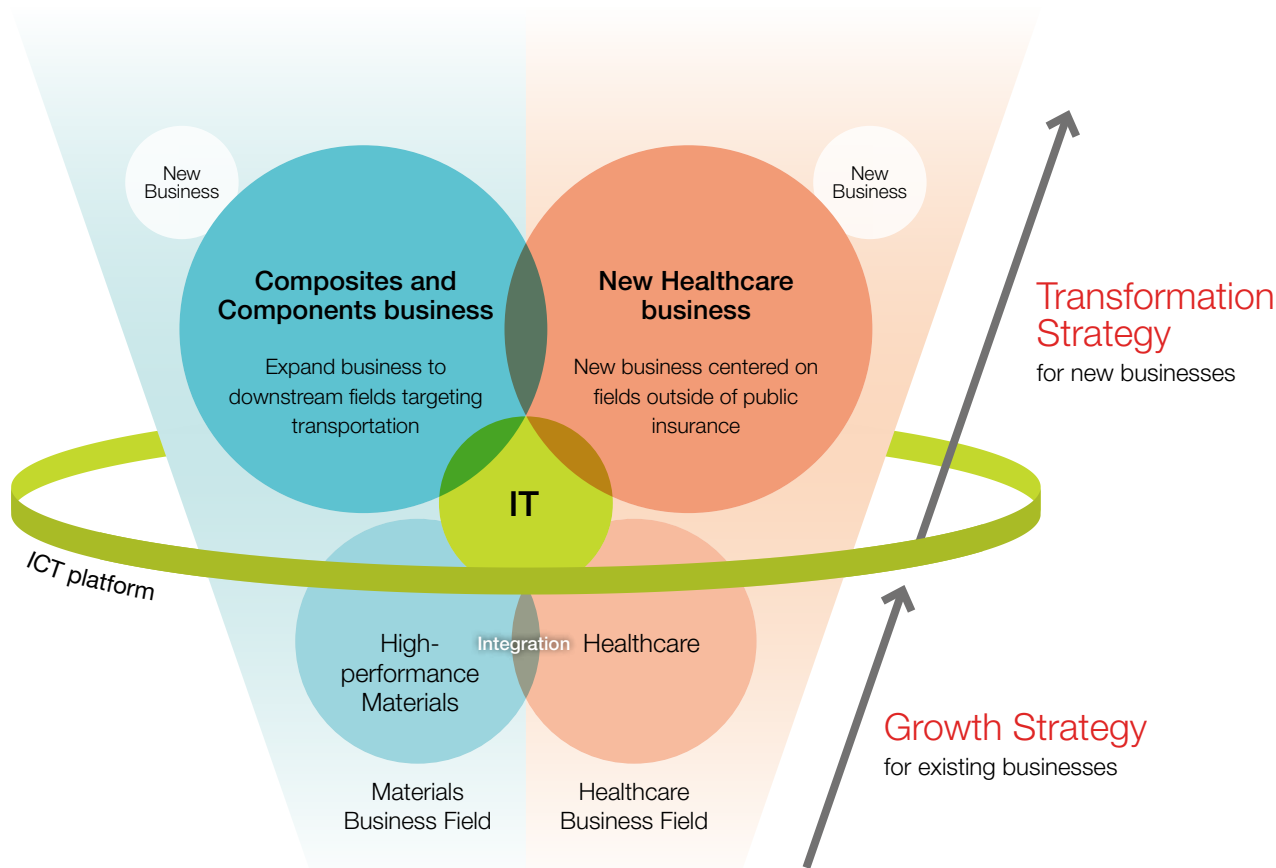 New
Business
New
Business
Composites and
Components business
Expand business to
downstream fields targeting
transportation
New Healthcare
business
New business centered on
fields outside of public
insurance
Transformation
Strategy
for new businesses
IT
ICT platform
High-
performance
Materials
Integration
Healthcare
Growth Strategy
for existing businesses
Materials
Business Field
Healthcare
Business Field